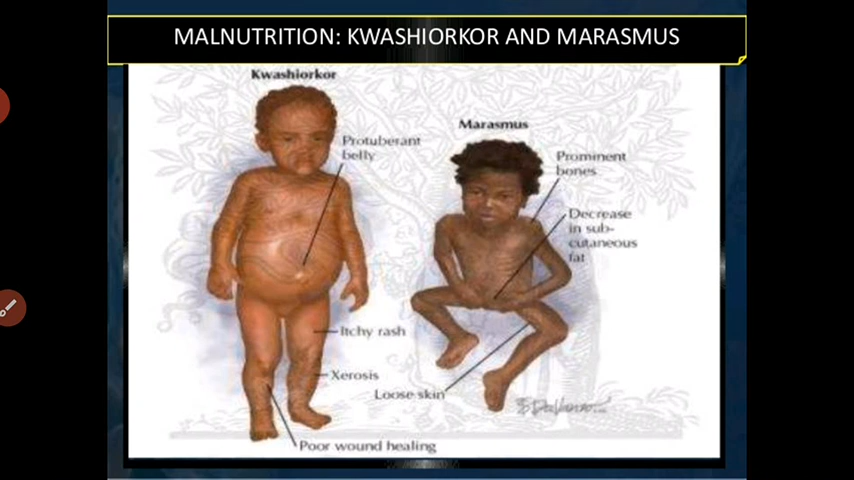 MALNUTRITION: KWASHIORKOR AND MARASMUS
Kwashiorkor
Protuberant
belly
Itchy rash
Xerosis
Poor wound healing
Marasmus
Prominent
bones
Decrease
in sub-
cutaneous
fat
Loose skin